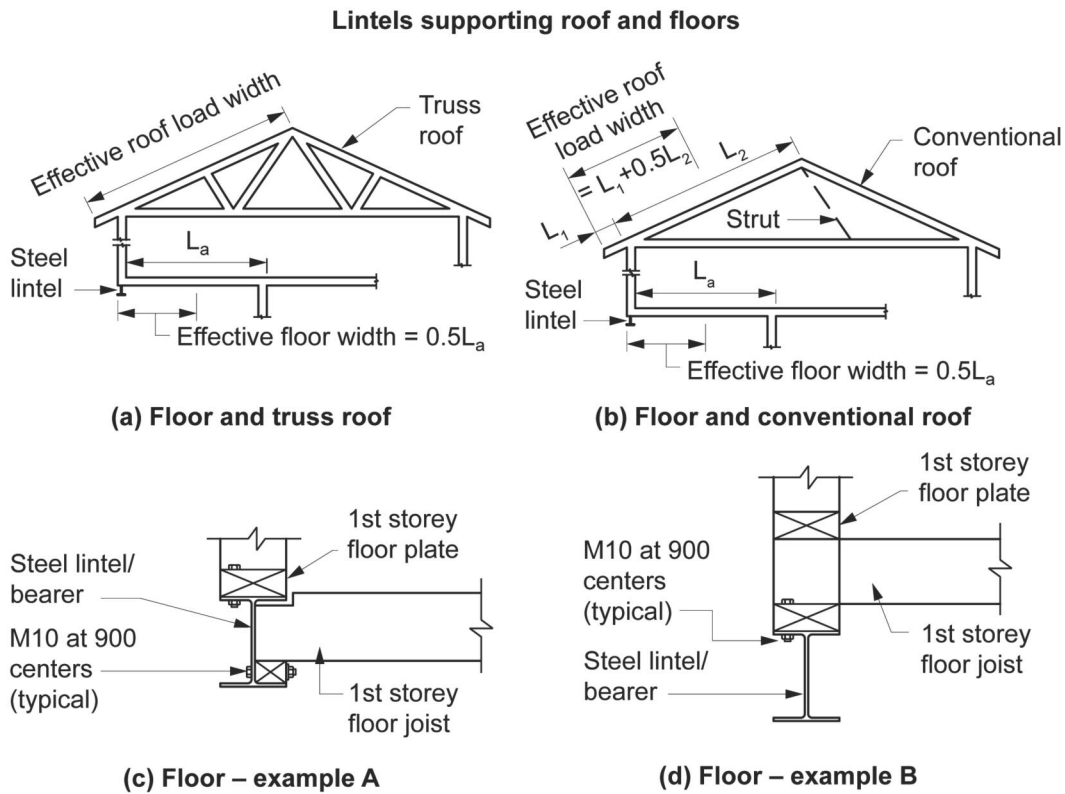 Lintels supporting roof and floors
Effective roof load width
Truss
roof
Steel
lintel
Lₐ
Effective floor width = 0.5Lₐ
(a) Floor and truss roof
Effective roof
load width
= L₁+0.5L₂
L₁
L₂
Conventional
roof
Strut
Steel
lintel
Lₐ
Effective floor width = 0.5Lₐ
(b) Floor and conventional roof
1st storey
floor plate
Steel lintel/
bearer
M10 at 900
centers
(typical)
1st storey
floor joist
(c) Floor – example A
1st storey
floor plate
M10 at 900
centers
(typical)
Steel lintel/
bearer
1st storey
floor joist
(d) Floor – example B